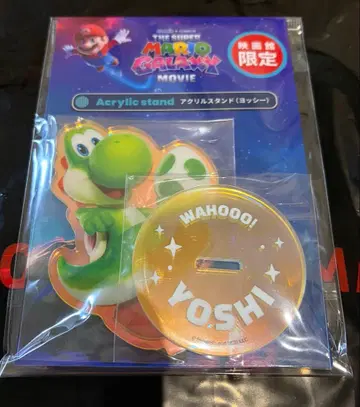 THE SUPER
MARIO
GALAXY
MOVIE
映画館
限定
Acrylic stand アクリルスタンド(ヨッシー)
WAHOOO!
YOSHI